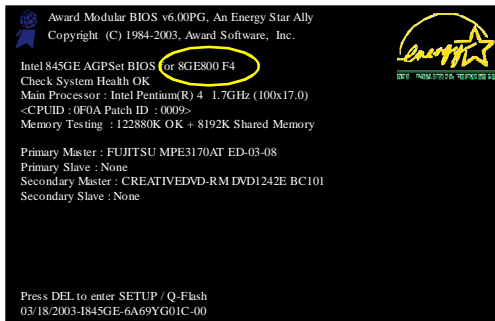 Award Modular BIOS v6.00PG, An Energy Star Ally
Copyright (C) 1984-2003, Award Software, Inc.
energy
Intel 845GE AGPSet BIOS for 8GE800 F4
Check System Health OK
Main Processor : Intel Pentium(R) 4 1.7GHz (100x17.0)
<CPUID : 0F0A Patch ID : 0009>
Memory Testing : 122880K OK + 8192K Shared Memory
Primary Master : FUJITSU MPE3170AT ED-03-08
Primary Slave : None
Secondary Master : CREATIVEDVD-RM DVD1242E BC101
Secondary Slave : None
Press DEL to enter SETUP / Q-Flash
03/18/2003-I845GE-6A69YG01C-00